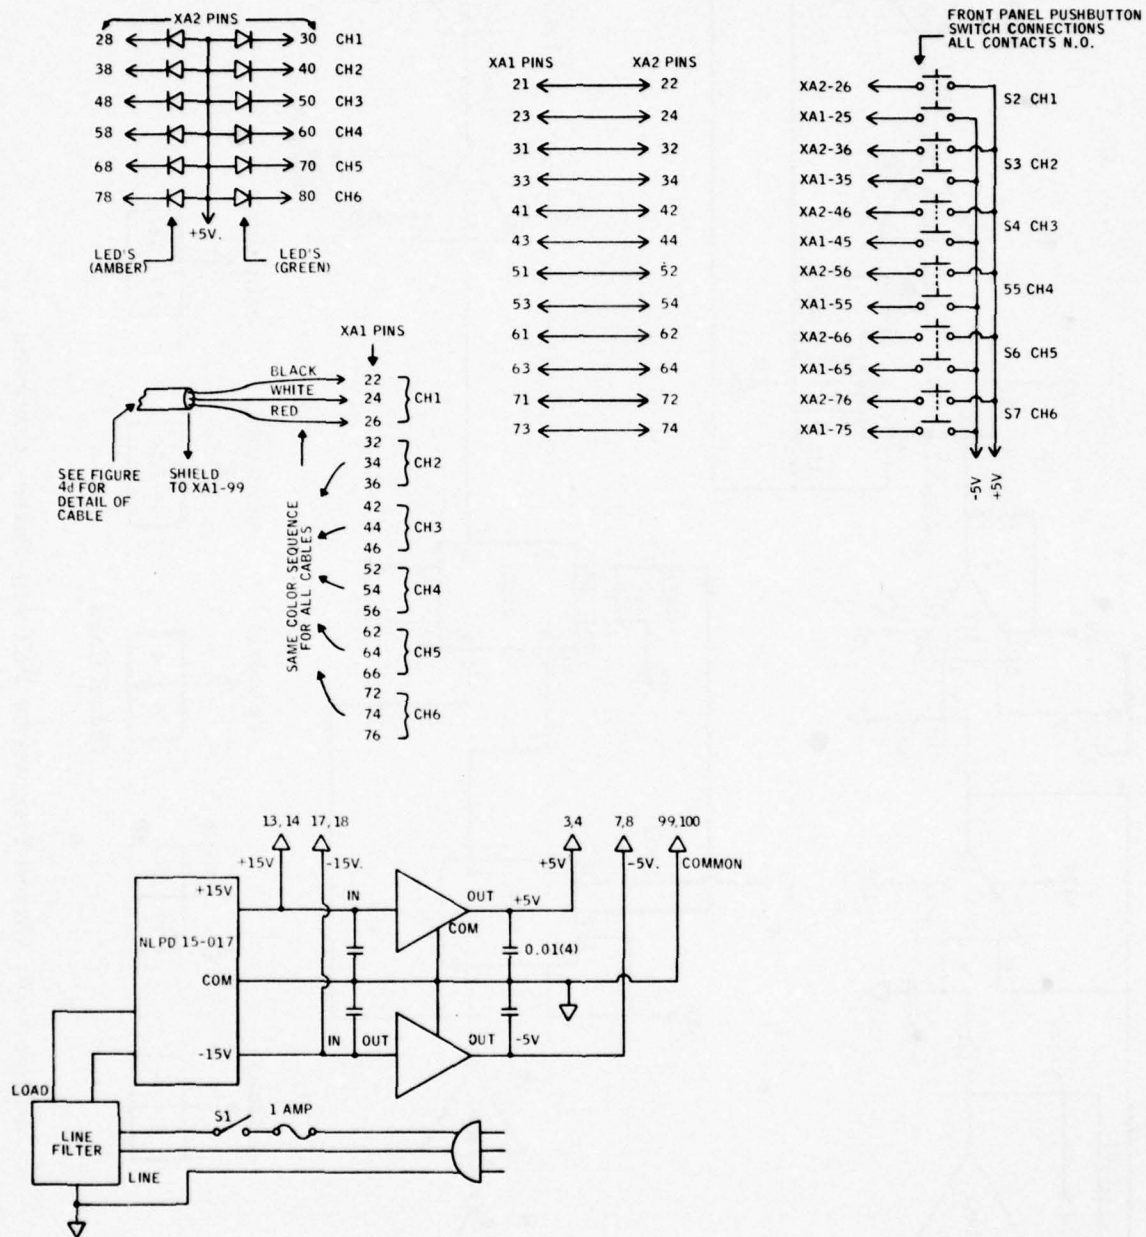 XA2 PINS
28 30 CH1
38 40 CH2
48 50 CH3
58 60 CH4
68 70 CH5
78 80 CH6
+5V.
LED'S
(AMBER)
LED'S
(GREEN)
XA1 PINS XA2 PINS
21 22
23 24
31 32
33 34
41 42
43 44
51 52
53 54
61 62
63 64
71 72
73 74
FRONT PANEL PUSHBUTTON
SWITCH CONNECTIONS
ALL CONTACTS N.O.
XA2-26
XA1-25
S2 CH1
XA2-36
XA1-35
S3 CH2
XA2-46
XA1-45
S4 CH3
XA2-56
XA1-55
55 CH4
XA2-66
XA1-65
S6 CH5
XA2-76
XA1-75
S7 CH6
-5V
+5V
XA1 PINS
BLACK
WHITE
RED
22
24
26
CH1
32
34
36
CH2
42
44
46
CH3
52
54
56
CH4
62
64
66
CH5
72
74
76
CH6
SEE FIGURE
4d FOR
DETAIL OF
CABLE
SHIELD
TO XA1-99
SAME COLOR SEQUENCE
FOR ALL CABLES
13,14 17,18 3,4 7,8 99,100
+15V -15V. +5V -5V. COMMON
+15V
NLPD 15-017
COM
-15V
IN OUT +5V
COM
0.01(4)
IN OUT OUT -5V
LOAD
LINE
FILTER
S1 1 AMP
LINE